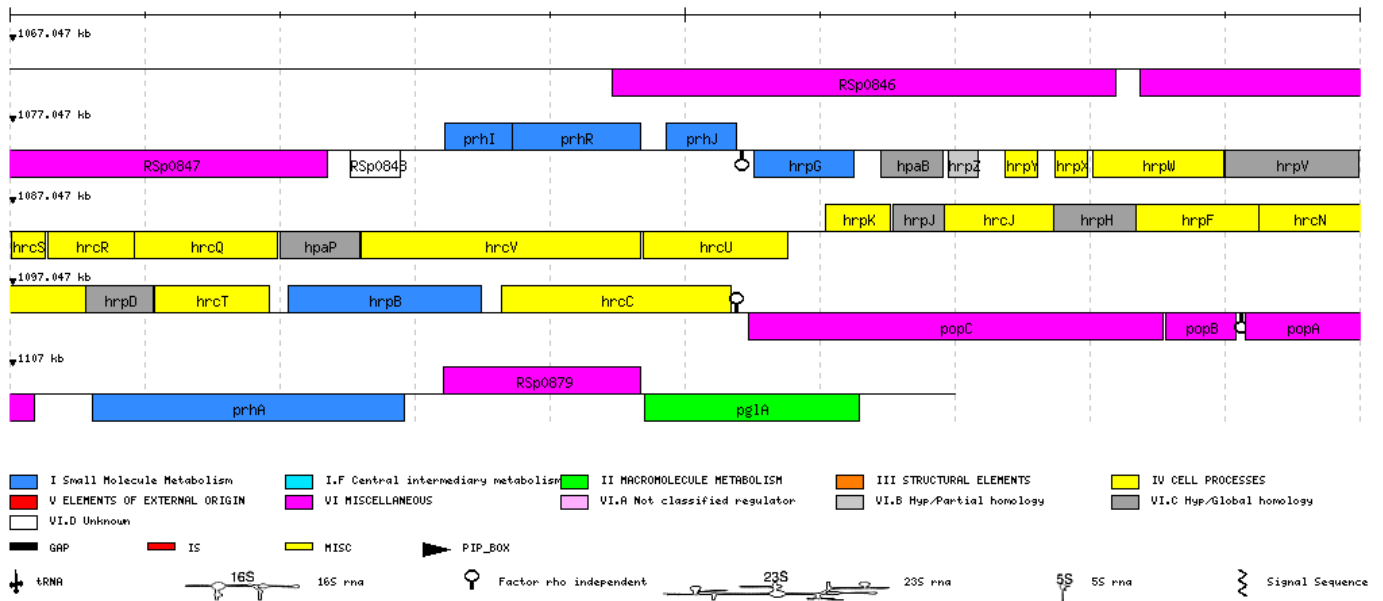 1067.047 kb
RSp0846
1077.047 kb
prhI prhR prhJ
RSp0847 RSp0848 hrpG hpaB hrpZ hrpY hrpX hrpW hrpV
1087.047 kb
hrpK hrpJ hrcJ hrpH hrpF hrcN
hrcS hrcR hrcQ hpaP hrcV hrcU
1097.047 kb
hrpD hrcT hrpB hrcC
popC popB popA
1107 kb
RSp0879
prhA pglA
I Small Molecule Metabolism I.F Central intermediary metabolism II MACROMOLECULE METABOLISM III STRUCTURAL ELEMENTS IV CELL PROCESSES
V ELEMENTS OF EXTERNAL ORIGIN VI MISCELLANEOUS VI.A Not classified regulator VI.B Hyp/Partial homology VI.C Hyp/Global homology
VI.D Unknown
GAP IS MISC PIP_BOX
tRNA 16S 16S rna Factor rho independent 23S 23S rna 5S 5S rna Signal Sequence